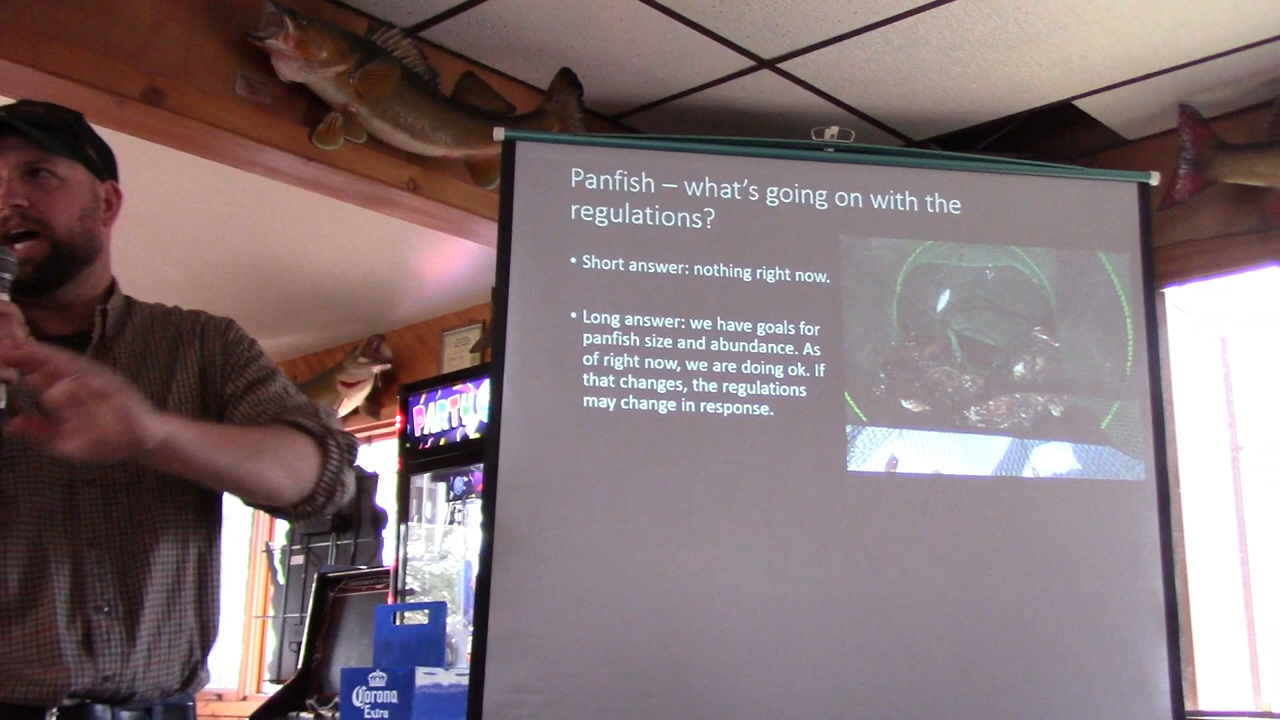 Panfish – what's going on with the
regulations?
• Short answer: nothing right now.
• Long answer: we have goals for
panfish size and abundance. As
of right now, we are doing ok. If
that changes, the regulations
may change in response.
PARTY
Corona
Extra